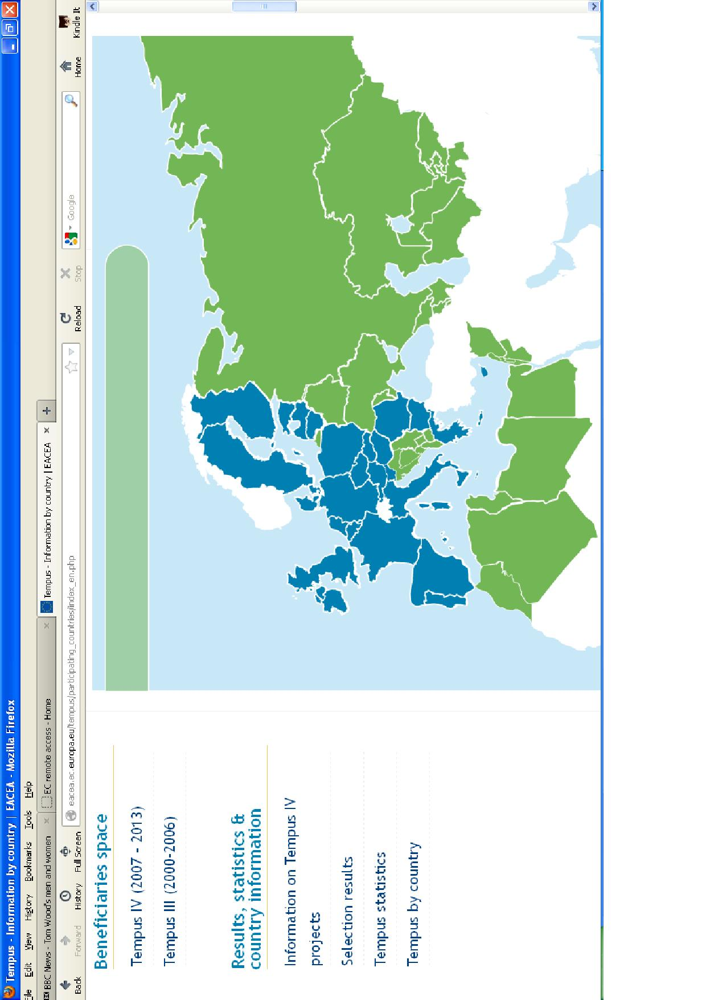 Tempus - Information by country | EACEA - Mozilla Firefox
File Edit View History Bookmarks Tools Help
BBC News - Tom Wood's men and women
EC remote access - Home
Tempus - Information by country | EACEA
Back Forward History Full Screen
eacea.ec.europa.eu/tempus/participating_countries/index_en.php
Reload Stop
Google
Home Kindle It
Beneficiaries space
Tempus IV (2007 - 2013)
Tempus III (2000-2006)
Results, statistics &
country information
Information on Tempus IV
projects
Selection results
Tempus statistics
Tempus by country